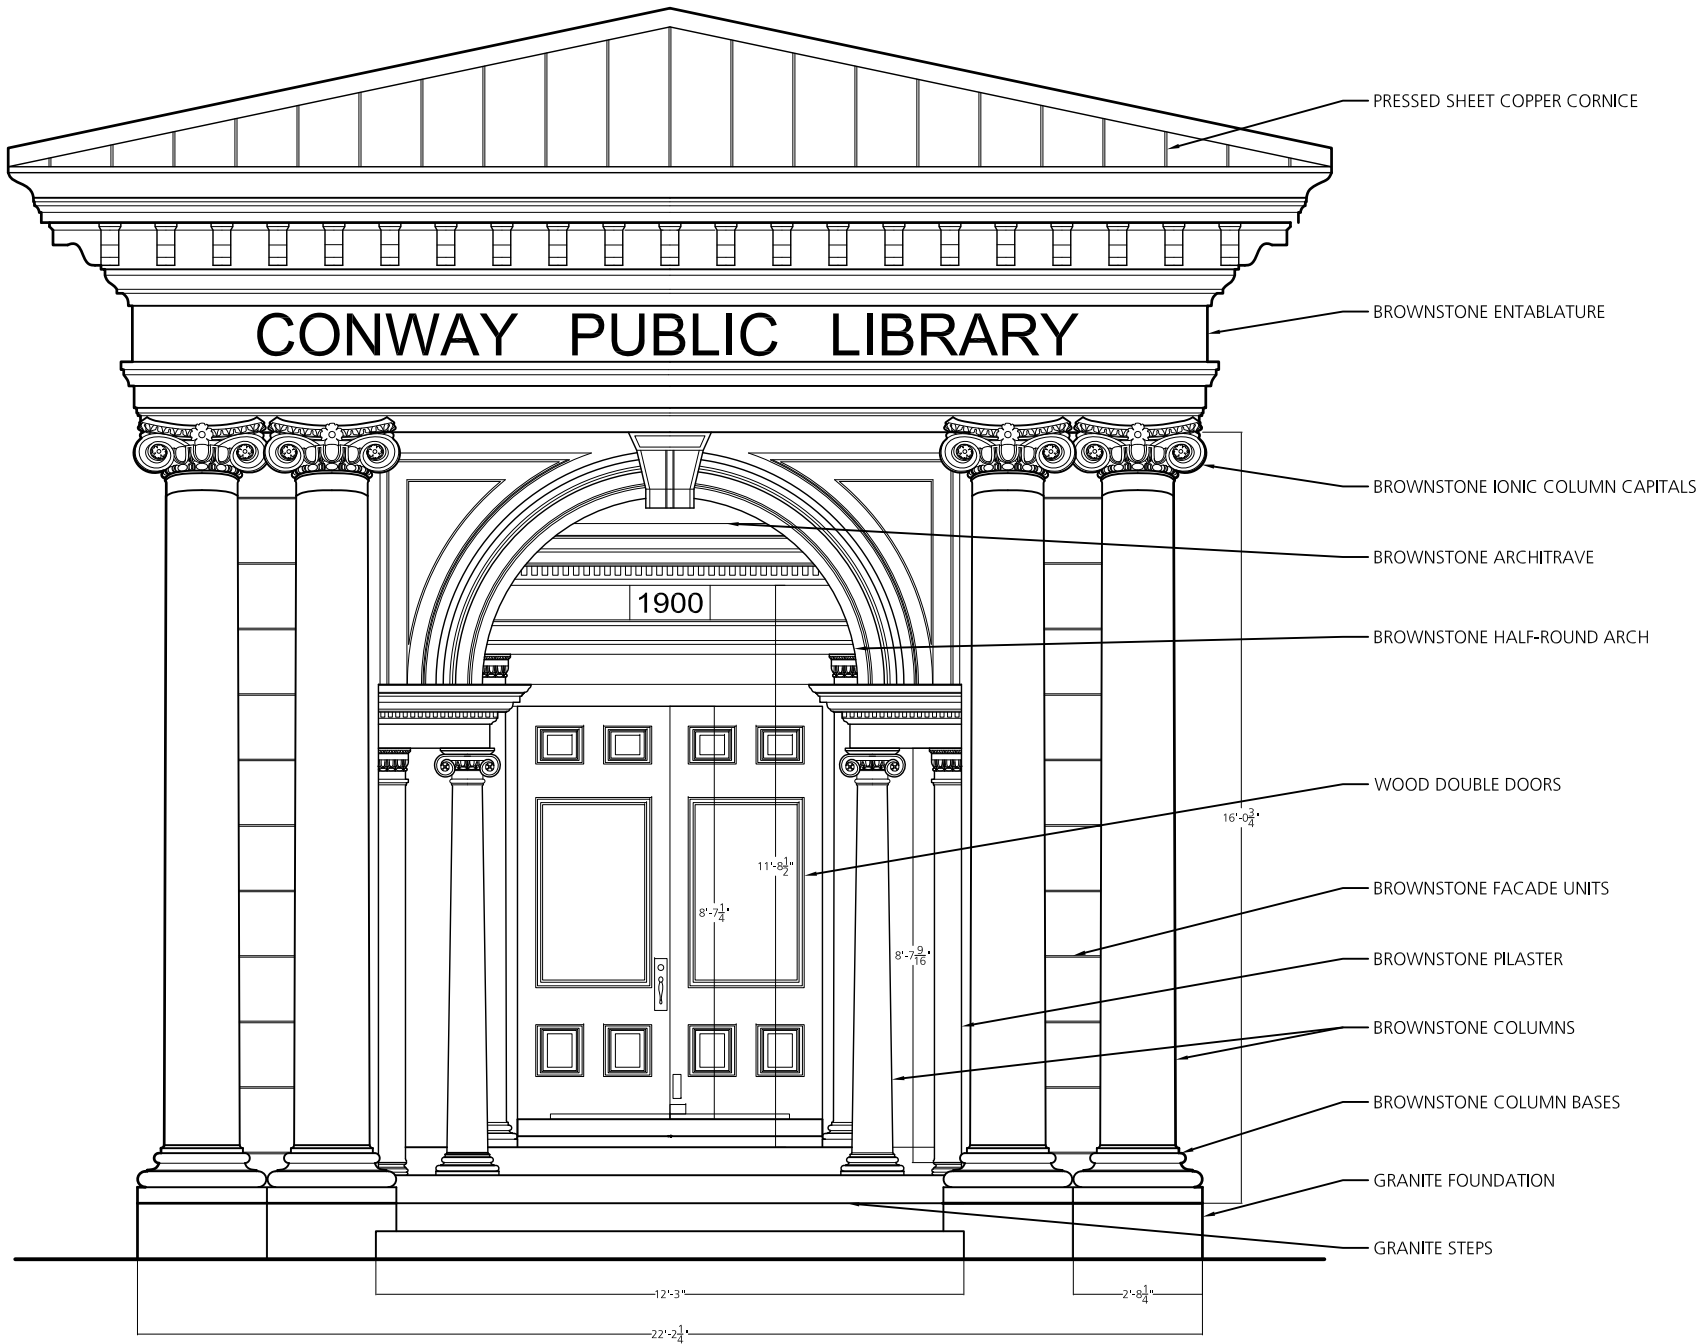 PRESSED SHEET COPPER CORNICE
BROWNSTONE ENTABLATURE
CONWAY PUBLIC LIBRARY
BROWNSTONE IONIC COLUMN CAPITALS
BROWNSTONE ARCHITRAVE
1900
BROWNSTONE HALF-ROUND ARCH
WOOD DOUBLE DOORS
16'-0 3/4"
11'-8 1/2"
BROWNSTONE FACADE UNITS
8'-7 1/4"
8'-7 9/16"
BROWNSTONE PILASTER
BROWNSTONE COLUMNS
BROWNSTONE COLUMN BASES
GRANITE FOUNDATION
GRANITE STEPS
12'-3"
2'-8 1/4"
22'-2 1/4"